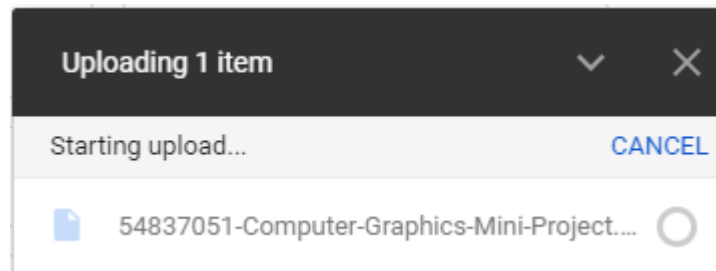 Uploading 1 item
Starting upload... CANCEL
54837051-Computer-Graphics-Mini-Project....